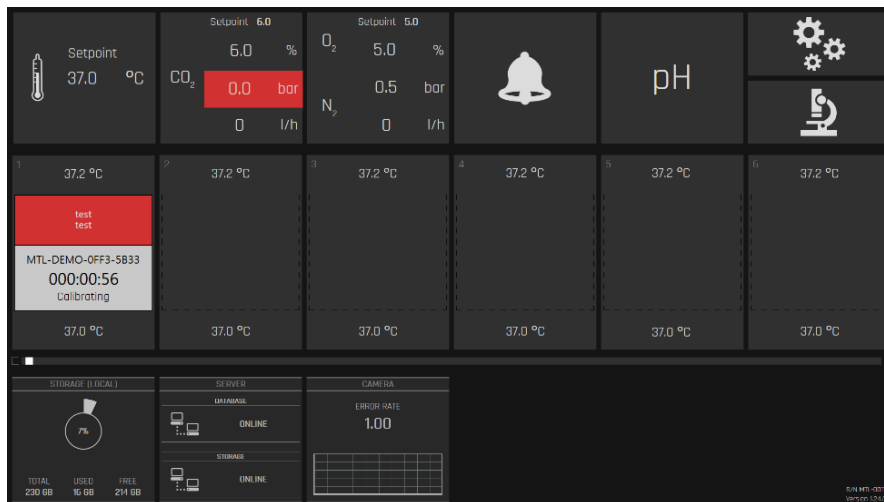 Setpoint
37.0 °C
Setpoint 6.0
6.0 %
CO2
0.0 bar
0 l/h
Setpoint 5.0
O2
5.0 %
0.5 bar
N2
0 l/h
pH
1
37.2 °C
test
test
MTL-DEMO-0FF3-5B33
000:00:56
Calibrating
37.0 °C
2
37.2 °C
37.0 °C
3
37.2 °C
37.0 °C
4
37.2 °C
37.0 °C
5
37.2 °C
37.0 °C
6
37.2 °C
37.0 °C
STORAGE (LOCAL)
7%
TOTAL USED FREE
230 GB 16 GB 214 GB
SERVER
DATABASE
ONLINE
STORAGE
ONLINE
CAMERA
ERROR RATE
1.00
S/N
Version